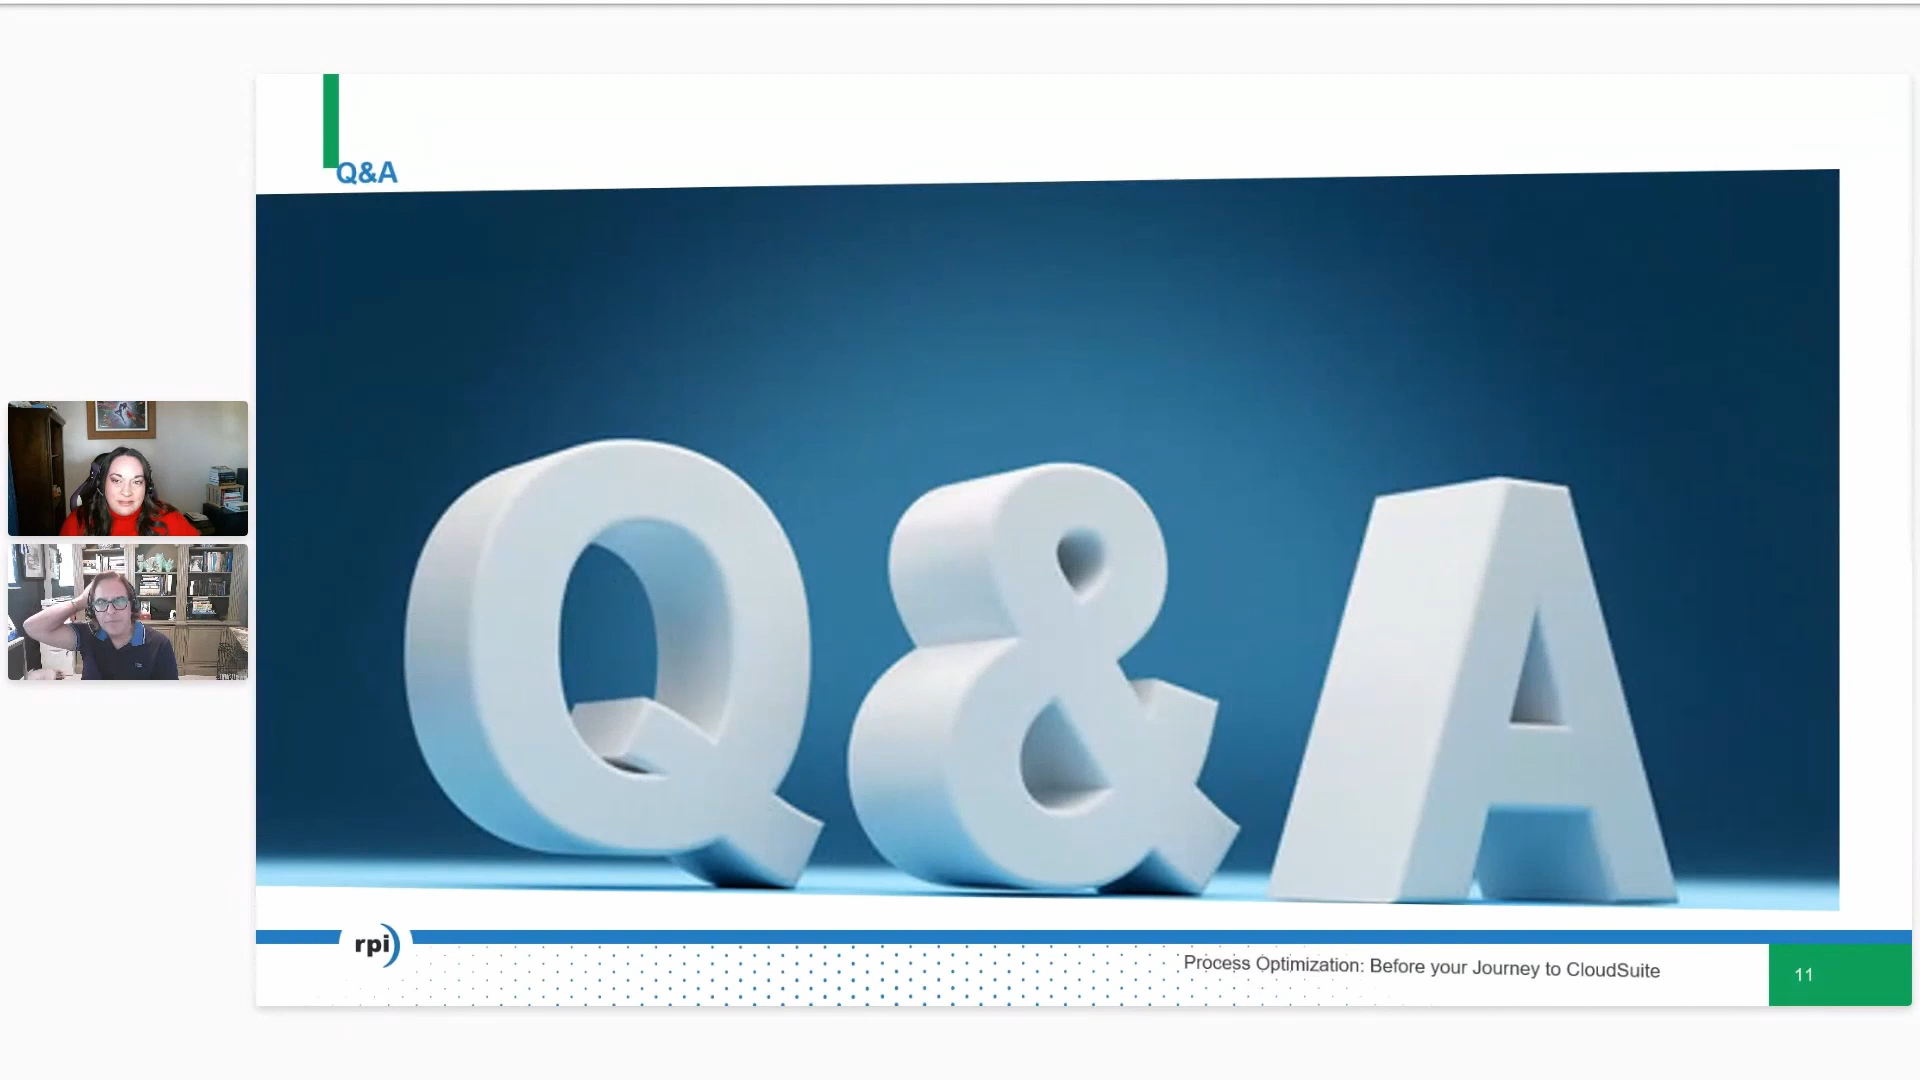 Q&A
Q&A
rpi
Process Optimization: Before your Journey to CloudSuite
11